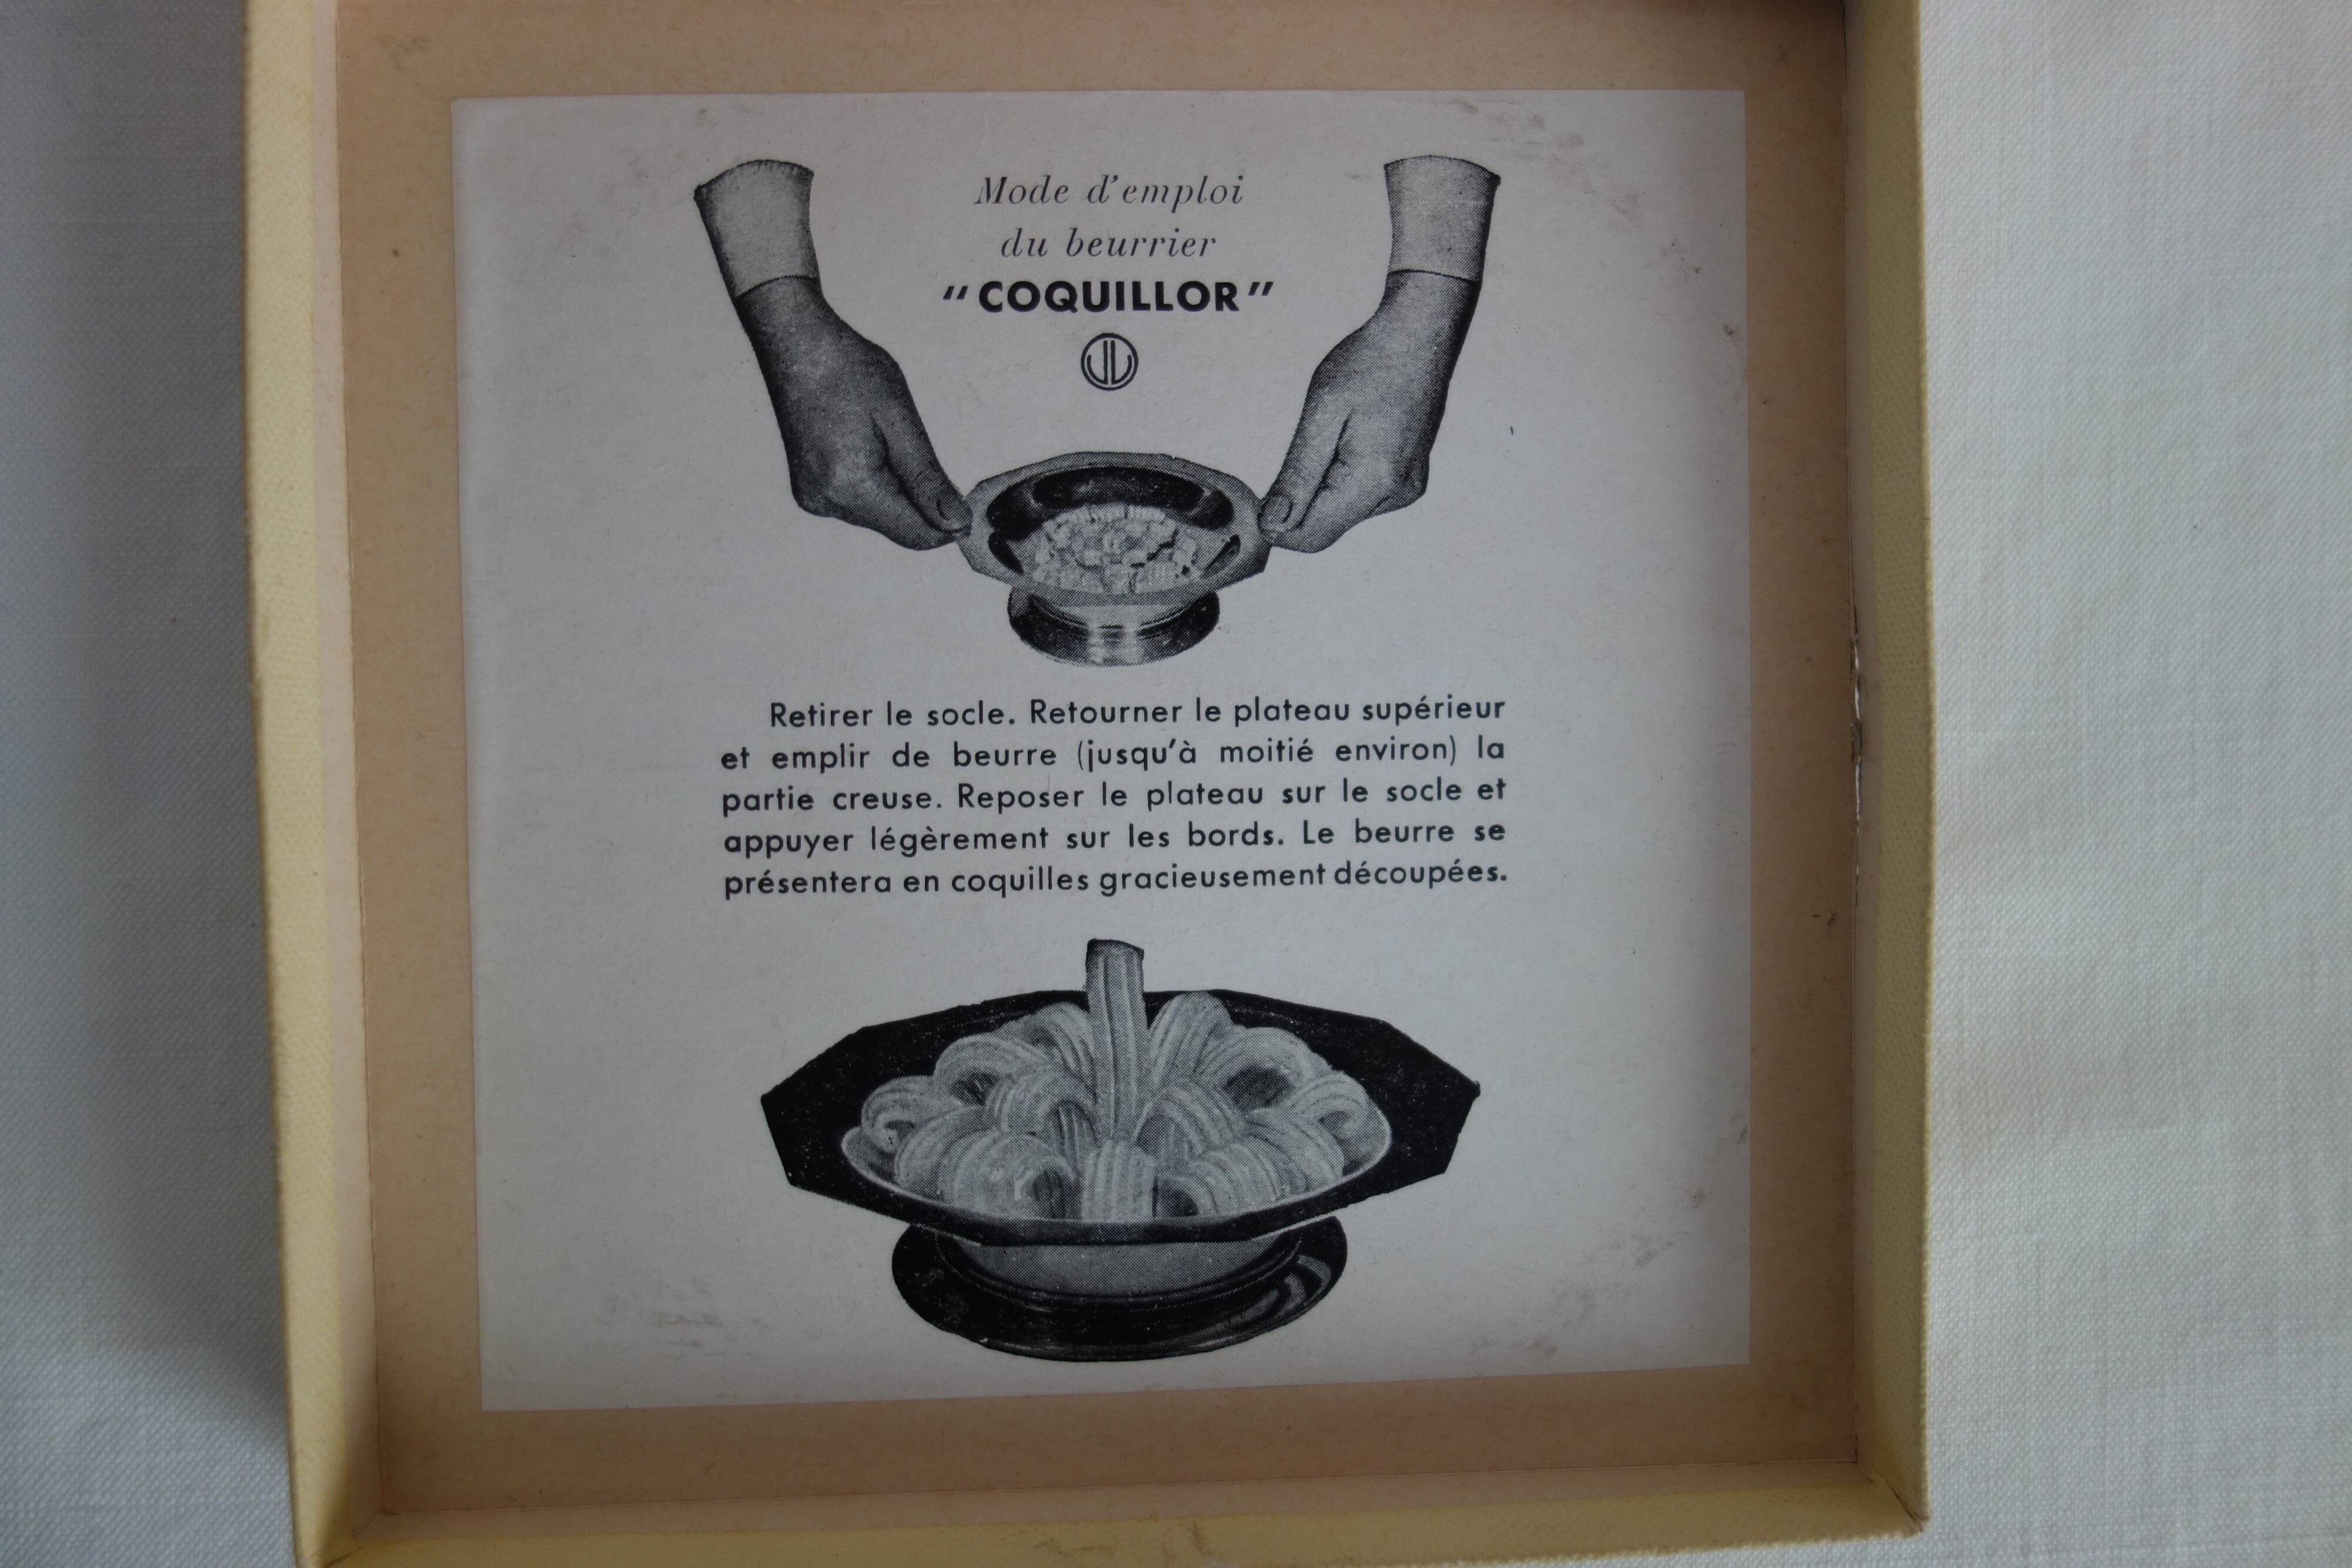 Mode d'emploi
du beurrier
"COQUILLOR"
Retirer le socle. Retourner le plateau supérieur
et emplir de beurre (jusqu'à moitié environ) la
partie creuse. Reposer le plateau sur le socle et
appuyer légèrement sur les bords. Le beurre se
présentera en coquilles gracieusement découpées.